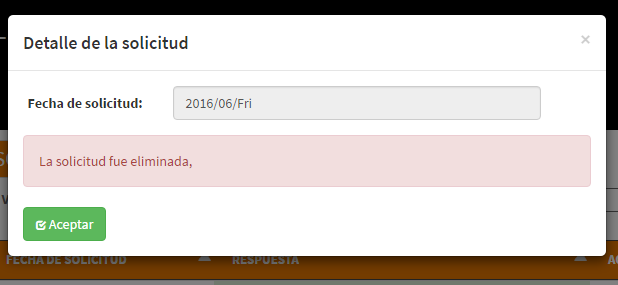 Detalle de la solicitud ×
Fecha de solicitud: 2016/06/Fri
La solicitud fue eliminada,
Aceptar
FECHA DE SOLICITUD RESPUESTA